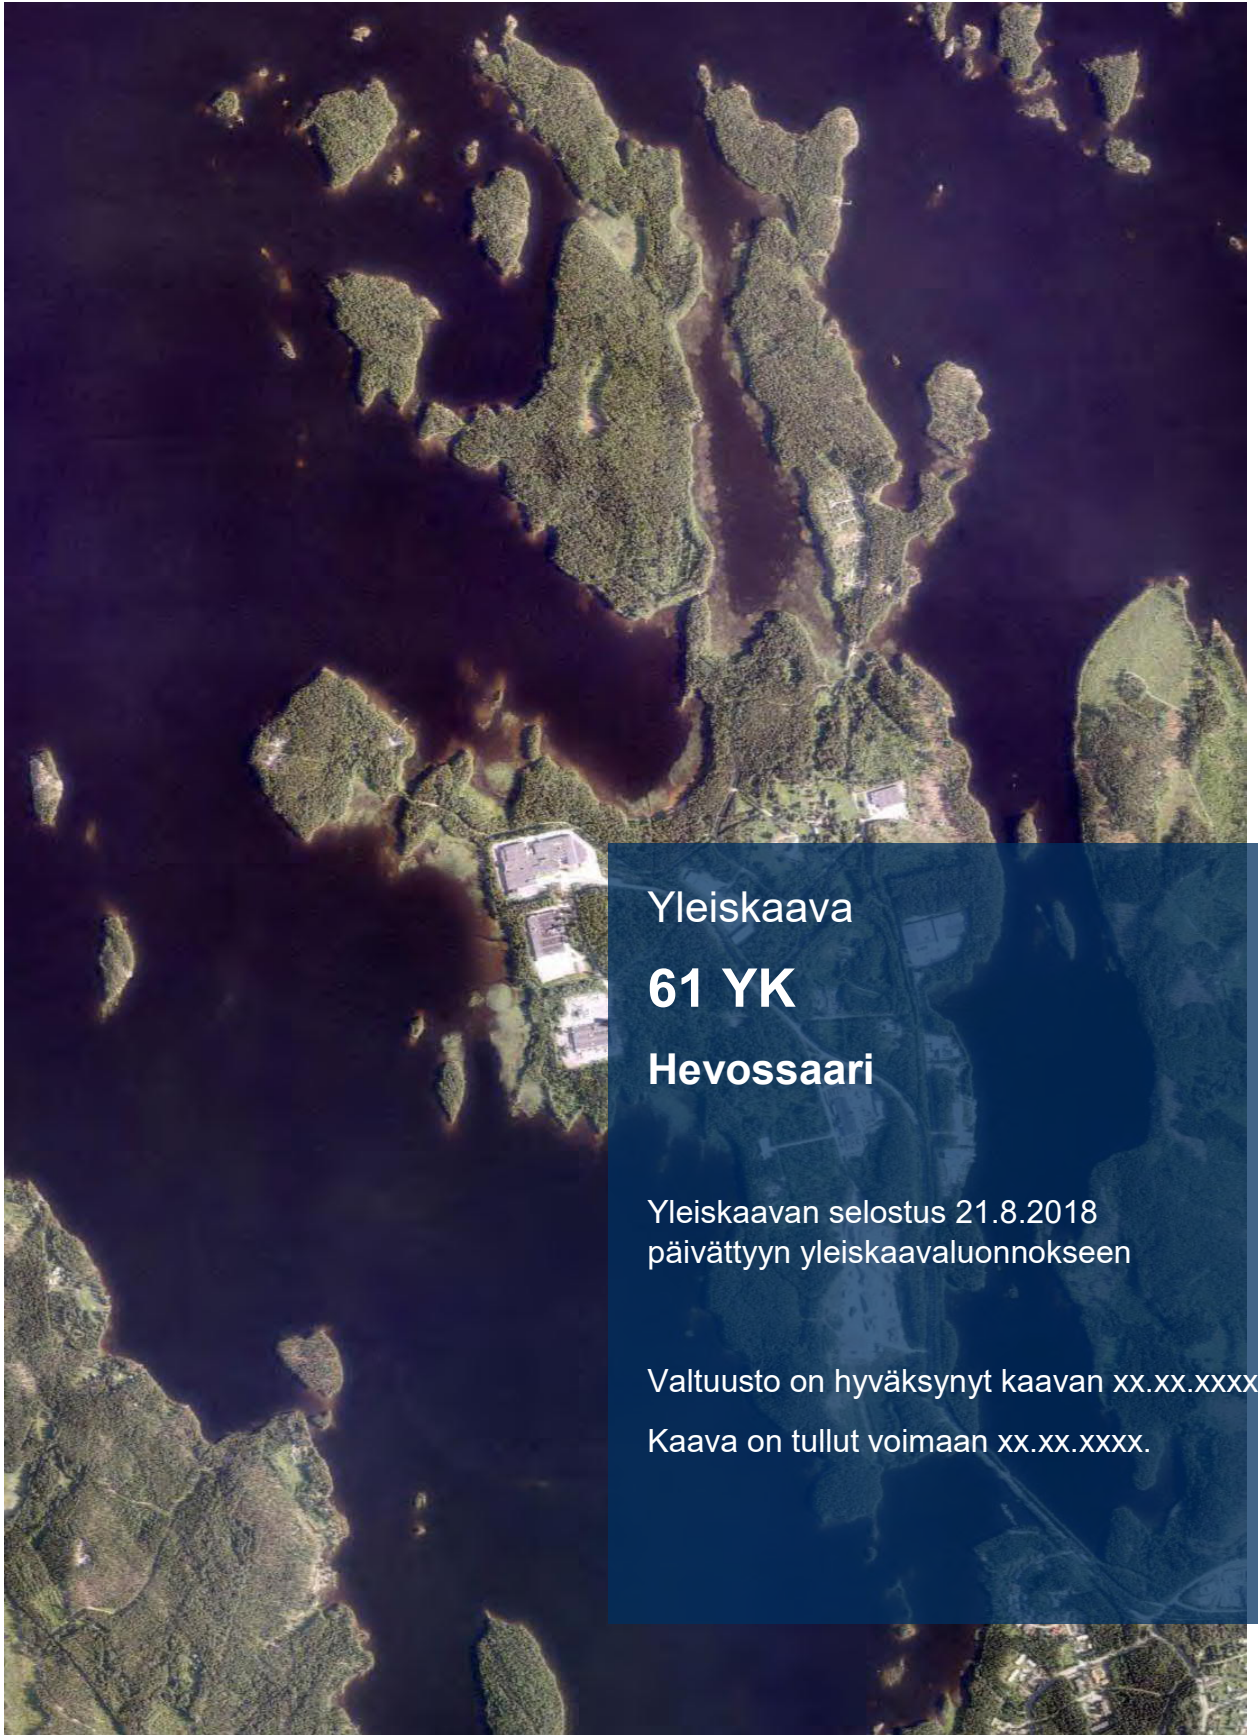 Yleiskaava
61 YK
Hevossaari
Yleiskaavan selostus 21.8.2018
päivättyyn yleiskaavaluonnokseen
Valtuusto on hyväksynyt kaavan xx.xx.xxxx
Kaava on tullut voimaan xx.xx.xxxx.